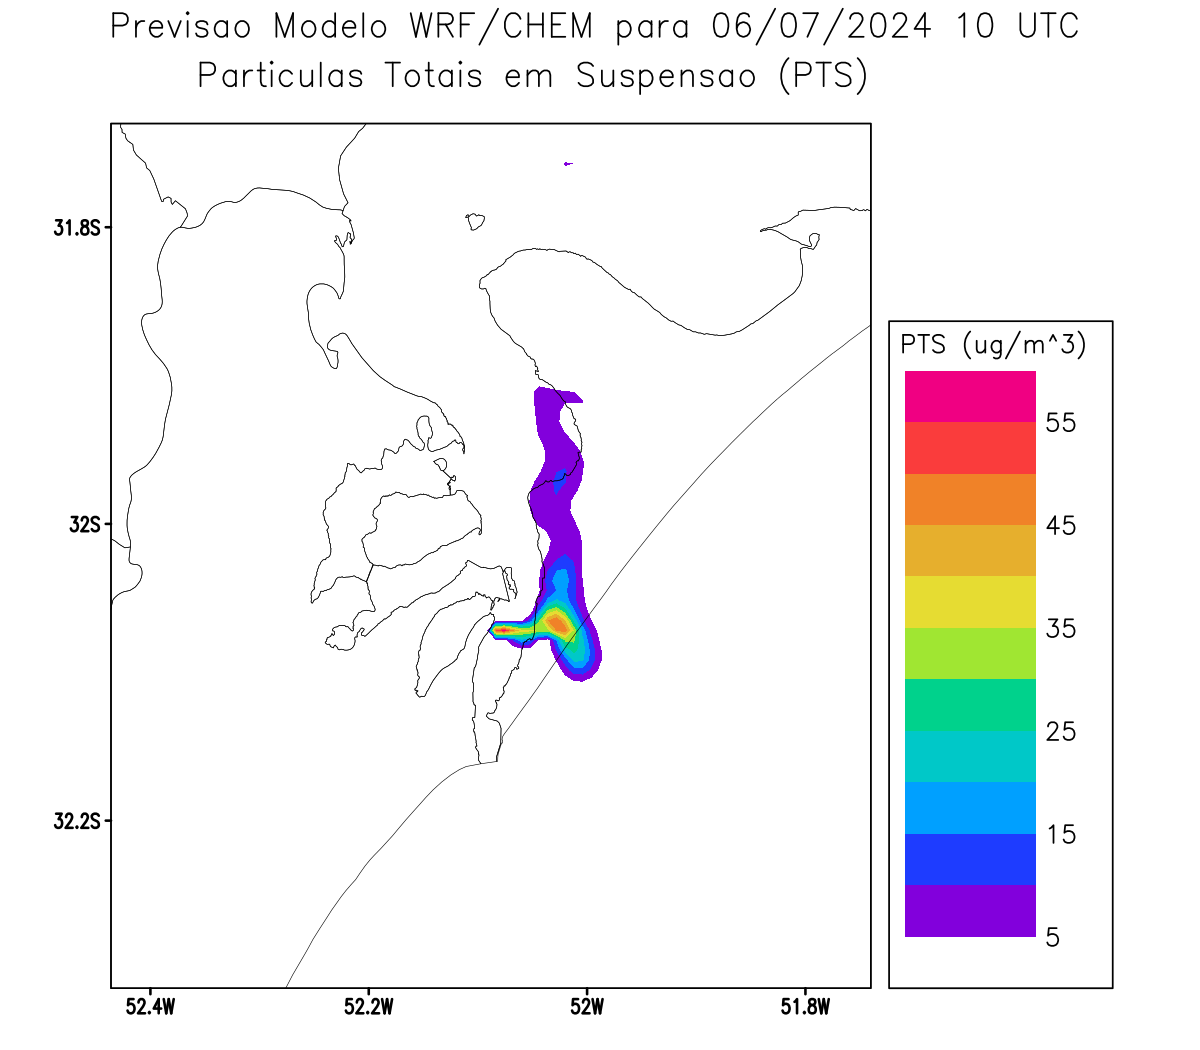 Previsao Modelo WRF/CHEM para 06/07/2024 10 UTC
Particulas Totais em Suspensao (PTS)
31.8S
32S
32.2S
52.4W
52.2W
52W
51.8W
PTS (ug/m^3)
55
45
35
25
15
5